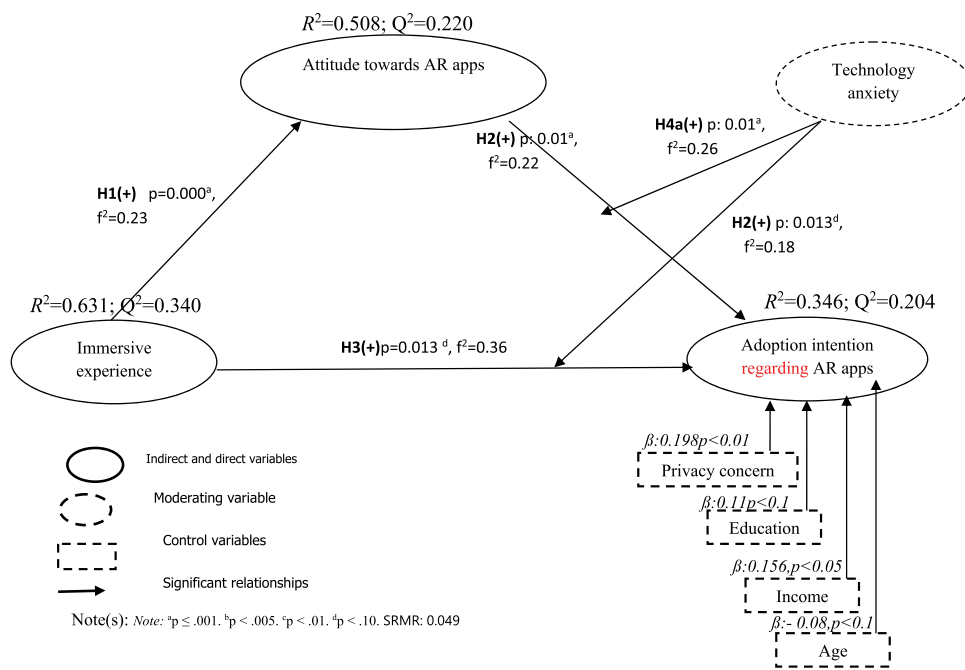 R²=0.508; Q²=0.220
Attitude towards AR apps
Technology
anxiety
H2(+) p: 0.01ᵃ,
f²=0.22
H4a(+) p: 0.01ᵃ,
f²=0.26
H1(+) p=0.000ᵃ,
f²=0.23
H2(+) p: 0.013ᵈ,
f²=0.18
R²=0.631; Q²=0.340
R²=0.346; Q²=0.204
Immersive
experience
H3(+)p=0.013 ᵈ, f²=0.36
Adoption intention
regarding AR apps
β:0.198p<0.01
Privacy concern
β:0.11p<0.1
Education
β:0.156,p<0.05
Income
β:- 0.08,p<0.1
Age
Indirect and direct variables
Moderating variable
Control variables
Significant relationships
Note(s): Note: ᵃp ≤ .001. ᵇp < .005. ᶜp < .01. ᵈp < .10. SRMR: 0.049